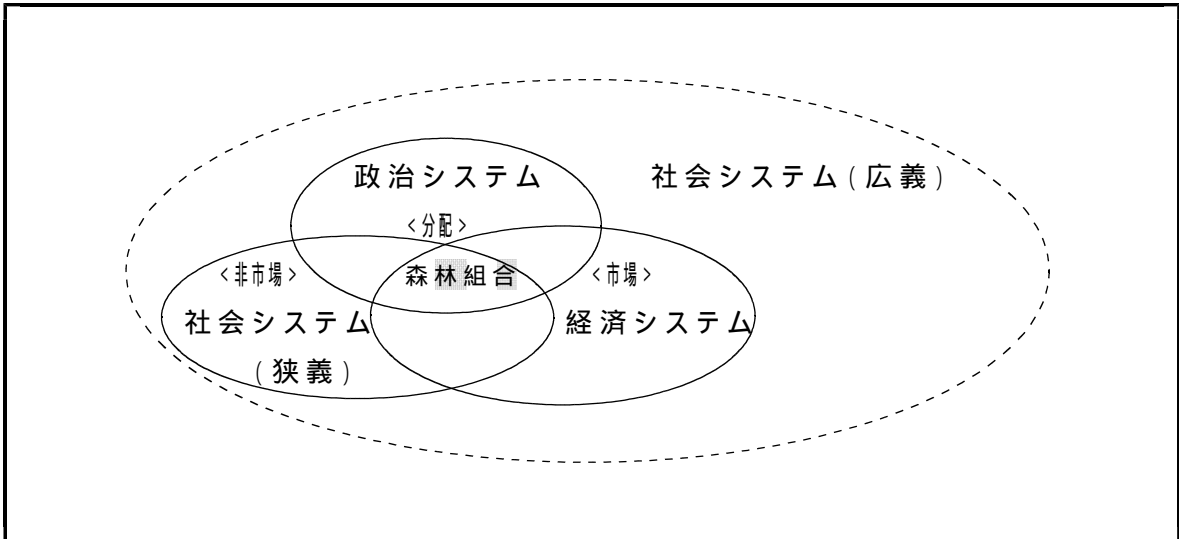 政治システム
社会システム(広義)
<分配>
<非市場>
森林組合
<市場>
社会システム
(狭義)
経済システム